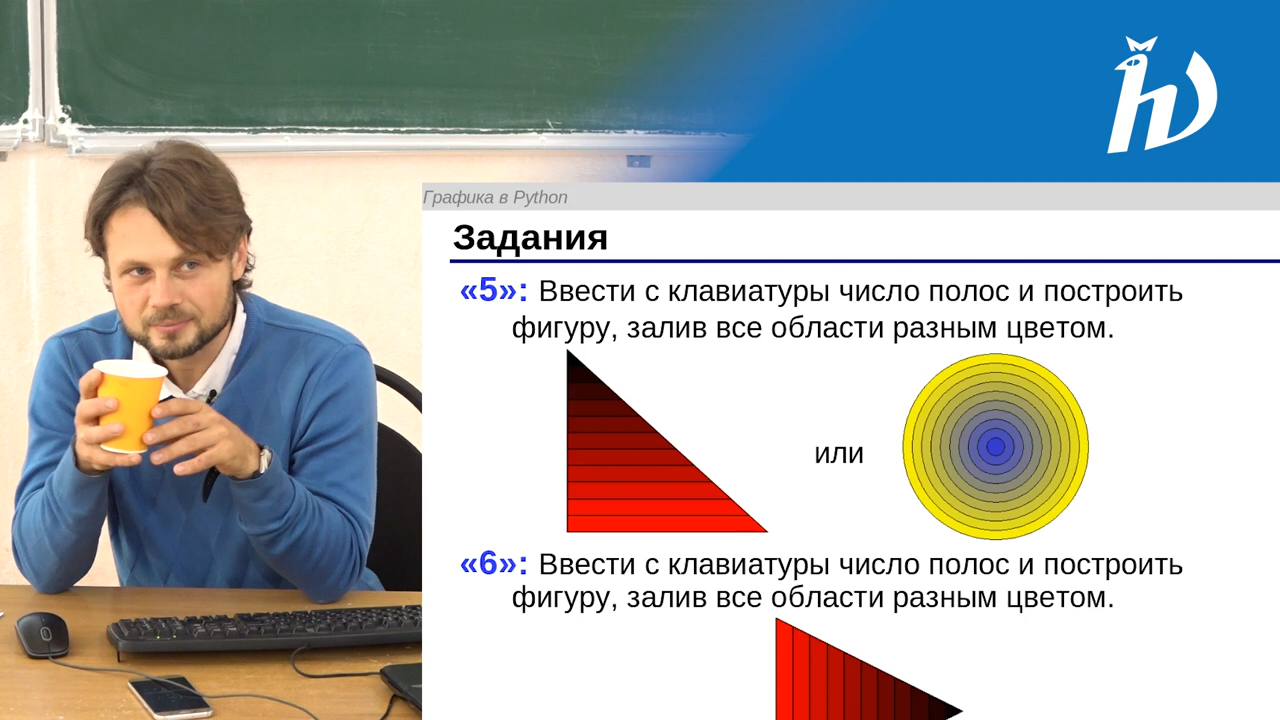 Графика в Python
Задания
«5»: Ввести с клавиатуры число полос и построить
фигуру, залив все области разным цветом.
или
«6»: Ввести с клавиатуры число полос и построить
фигуру, залив все области разным цветом.